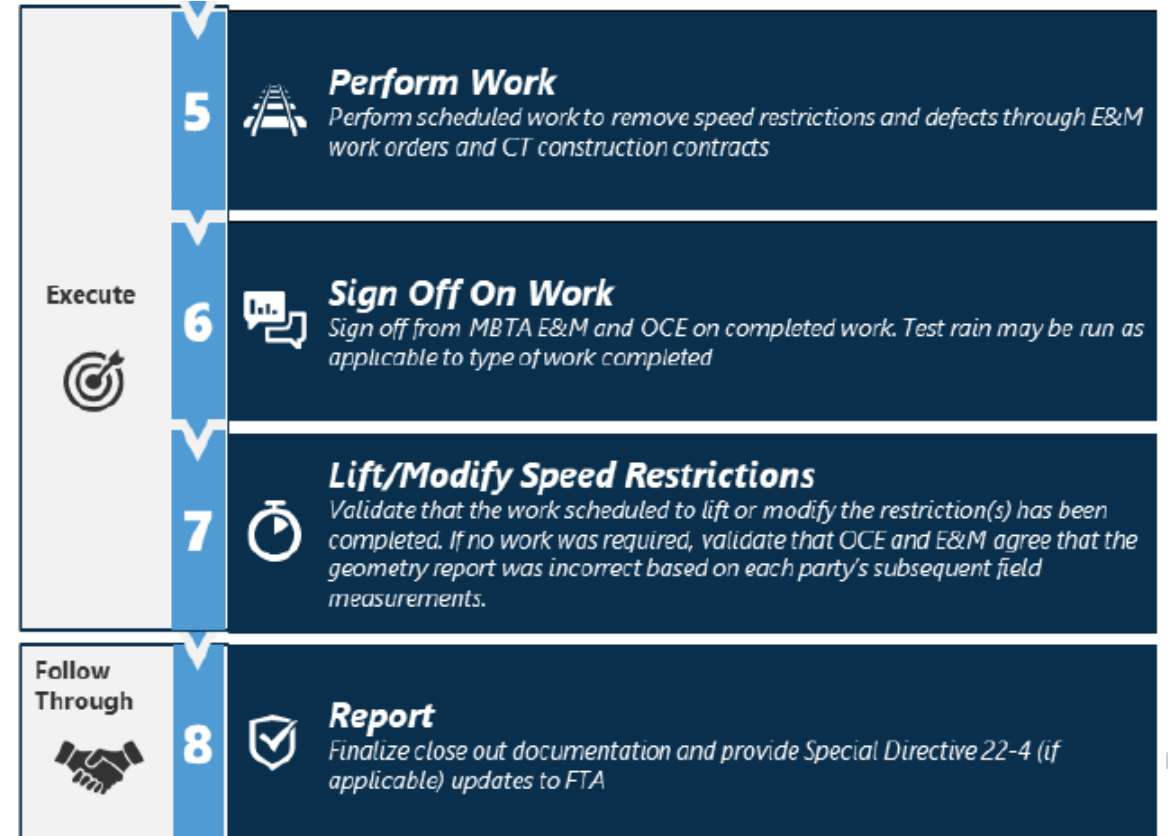 5
Perform Work
Perform scheduled work to remove speed restrictions and defects through E&M
work orders and CT construction contracts
Execute
6
Sign Off On Work
Sign off from MBTA E&M and OCE on completed work. Test rain may be run as
applicable to type of work completed
7
Lift/Modify Speed Restrictions
Validate that the work scheduled to lift or modify the restriction(s) has been
completed. If no work was required, validate that OCE and E&M agree that the
geometry report was incorrect based on each party's subsequent field
measurements.
Follow
Through
8
Report
Finalize close out documentation and provide Special Directive 22-4 (if
applicable) updates to FTA